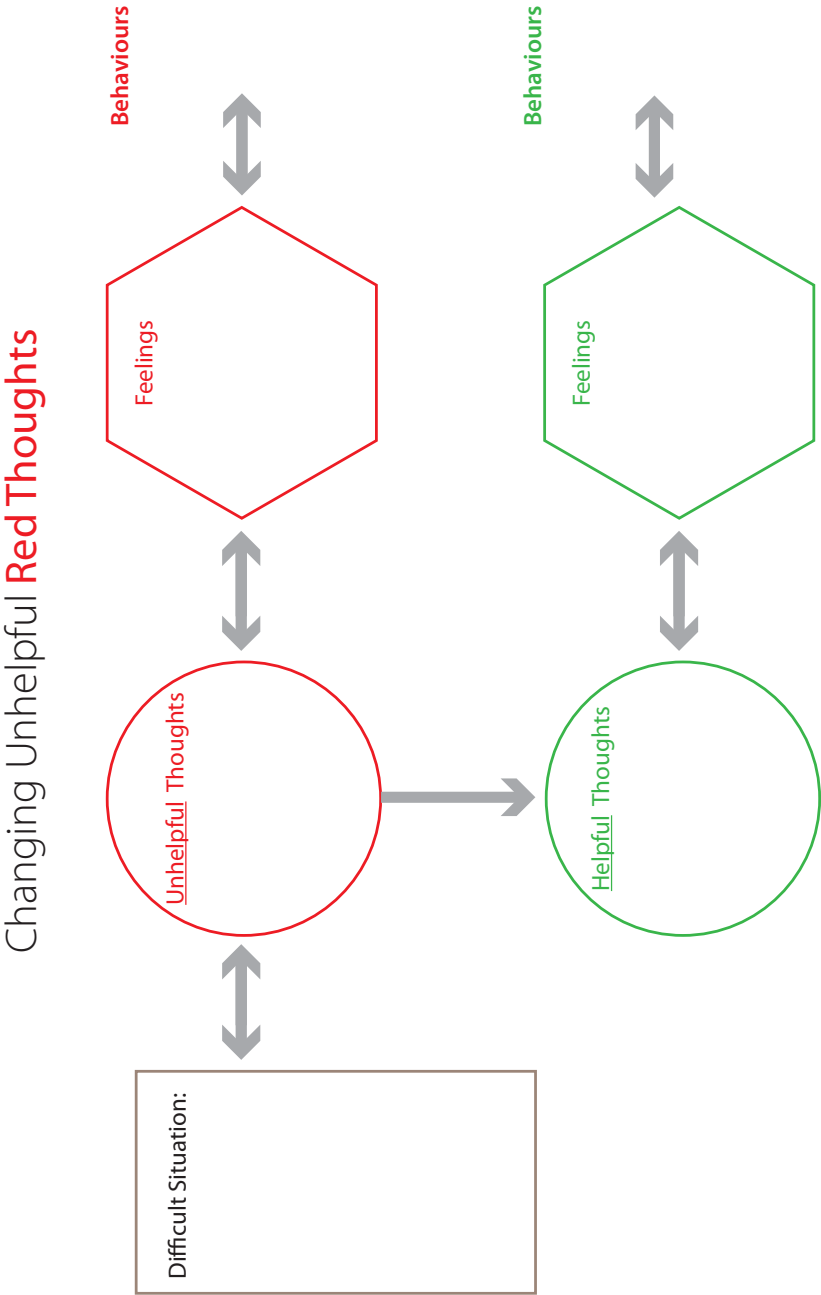 Changing Unhelpful Red Thoughts
Difficult Situation:
Unhelpful Thoughts
Feelings
Behaviours
Helpful Thoughts
Feelings
Behaviours